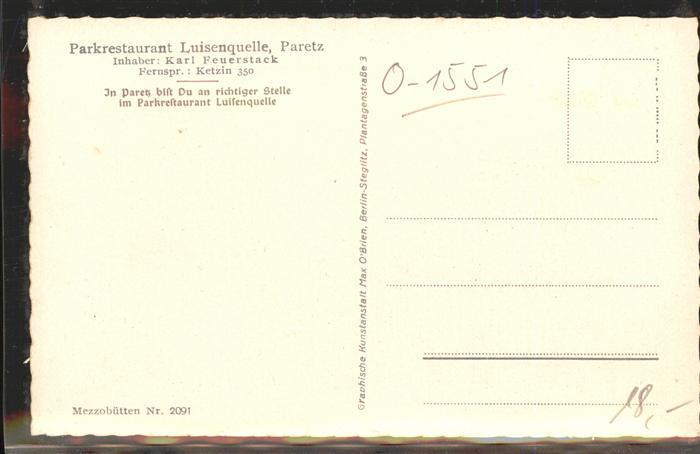 Parkrestaurant Luisenquelle, Paretz
Inhaber: Karl Feuerstack
Fernspr.: Ketzin 350
In Paretz bist Du an richtiger Stelle
im Parkrestaurant Luisenquelle
Mezzobütten Nr. 2091
Graphische Kunstanstalt Max O'Brien, Berlin-Steglitz, Plantagenstraße 3
O-1551
18,-